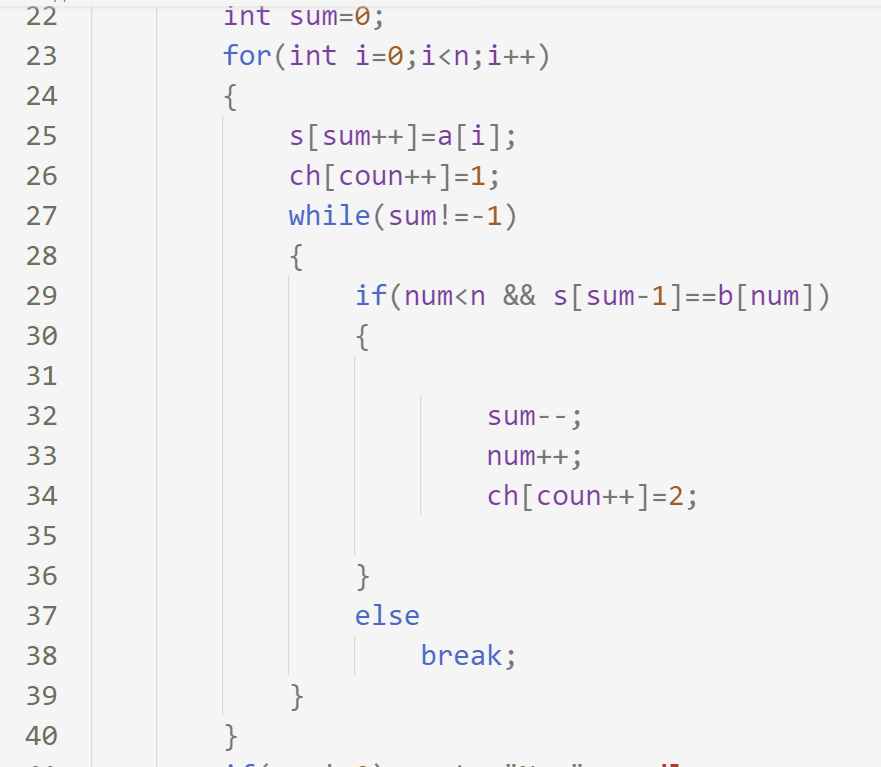 22 int sum=0;
23 for(int i=0;i<n;i++)
24 {
25 s[sum++]=a[i];
26 ch[coun++]=1;
27 while(sum!=-1)
28 {
29 if(num<n && s[sum-1]==b[num])
30 {
31
32 sum--;
33 num++;
34 ch[coun++]=2;
35
36 }
37 else
38 break;
39 }
40 }